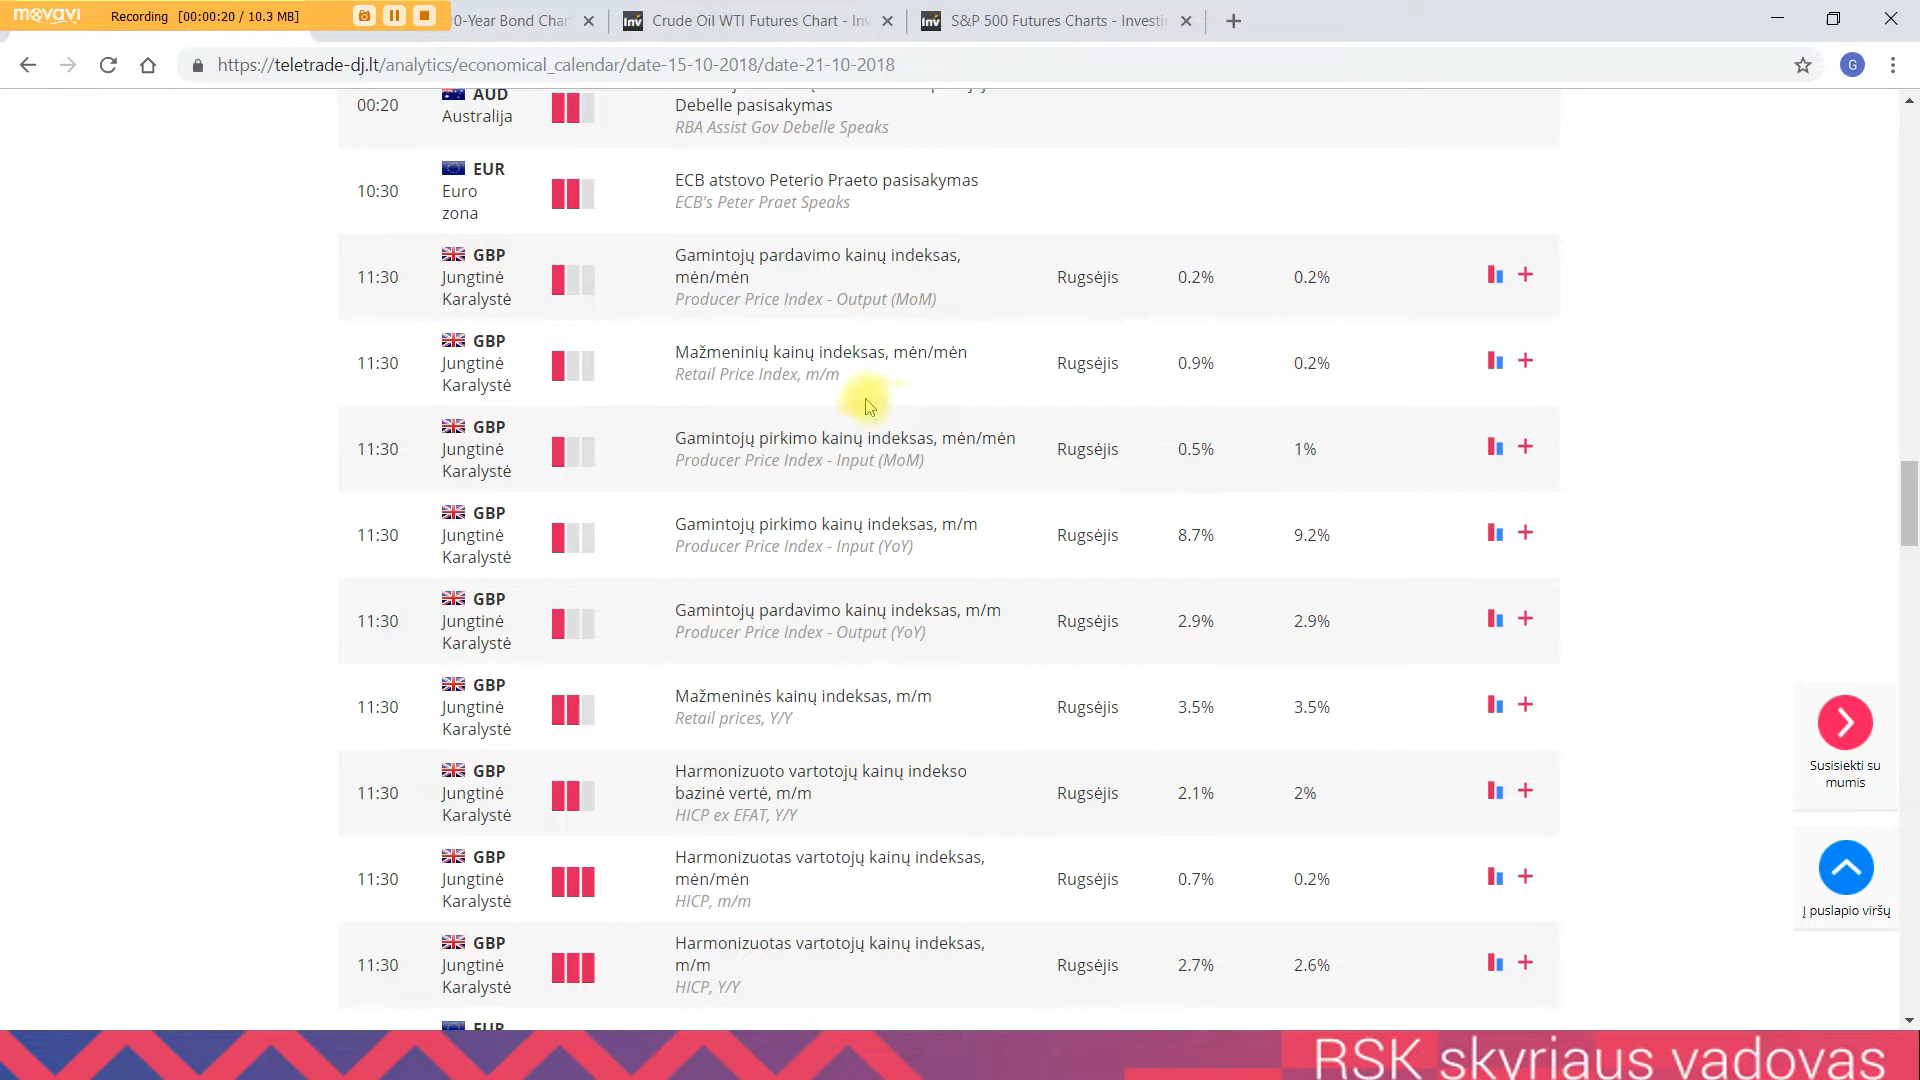 movavi
Recording [00:00:20 / 10.3 MB]
10-Year Bond Char
Inv Crude Oil WTI Futures Chart - Inv
Inv S&P 500 Futures Charts - Investi
https://teletrade-dj.lt/analytics/economical_calendar/date-15-10-2018/date-21-10-2018
G
00:20
AUD
Australija
Debelle pasisakymas
RBA Assist Gov Debelle Speaks
10:30
EUR
Euro
zona
ECB atstovo Peterio Praeto pasisakymas
ECB's Peter Praet Speaks
11:30
GBP
Jungtinė
Karalystė
Gamintojų pardavimo kainų indeksas,
mėn/mėn
Producer Price Index - Output (MoM)
Rugsėjis 0.2% 0.2%
11:30
GBP
Jungtinė
Karalystė
Mažmeninių kainų indeksas, mėn/mėn
Retail Price Index, m/m
Rugsėjis 0.9% 0.2%
11:30
GBP
Jungtinė
Karalystė
Gamintojų pirkimo kainų indeksas, mėn/mėn
Producer Price Index - Input (MoM)
Rugsėjis 0.5% 1%
11:30
GBP
Jungtinė
Karalystė
Gamintojų pirkimo kainų indeksas, m/m
Producer Price Index - Input (YoY)
Rugsėjis 8.7% 9.2%
11:30
GBP
Jungtinė
Karalystė
Gamintojų pardavimo kainų indeksas, m/m
Producer Price Index - Output (YoY)
Rugsėjis 2.9% 2.9%
11:30
GBP
Jungtinė
Karalystė
Mažmeninės kainų indeksas, m/m
Retail prices, Y/Y
Rugsėjis 3.5% 3.5%
11:30
GBP
Jungtinė
Karalystė
Harmonizuoto vartotojų kainų indekso
bazinė vertė, m/m
HICP ex EFAT, Y/Y
Rugsėjis 2.1% 2%
11:30
GBP
Jungtinė
Karalystė
Harmonizuotas vartotojų kainų indeksas,
mėn/mėn
HICP, m/m
Rugsėjis 0.7% 0.2%
11:30
GBP
Jungtinė
Karalystė
Harmonizuotas vartotojų kainų indeksas,
m/m
HICP, Y/Y
Rugsėjis 2.7% 2.6%
EUR
Susisiekti su
mumis
Į puslapio viršų
RSK skyriaus vadovas